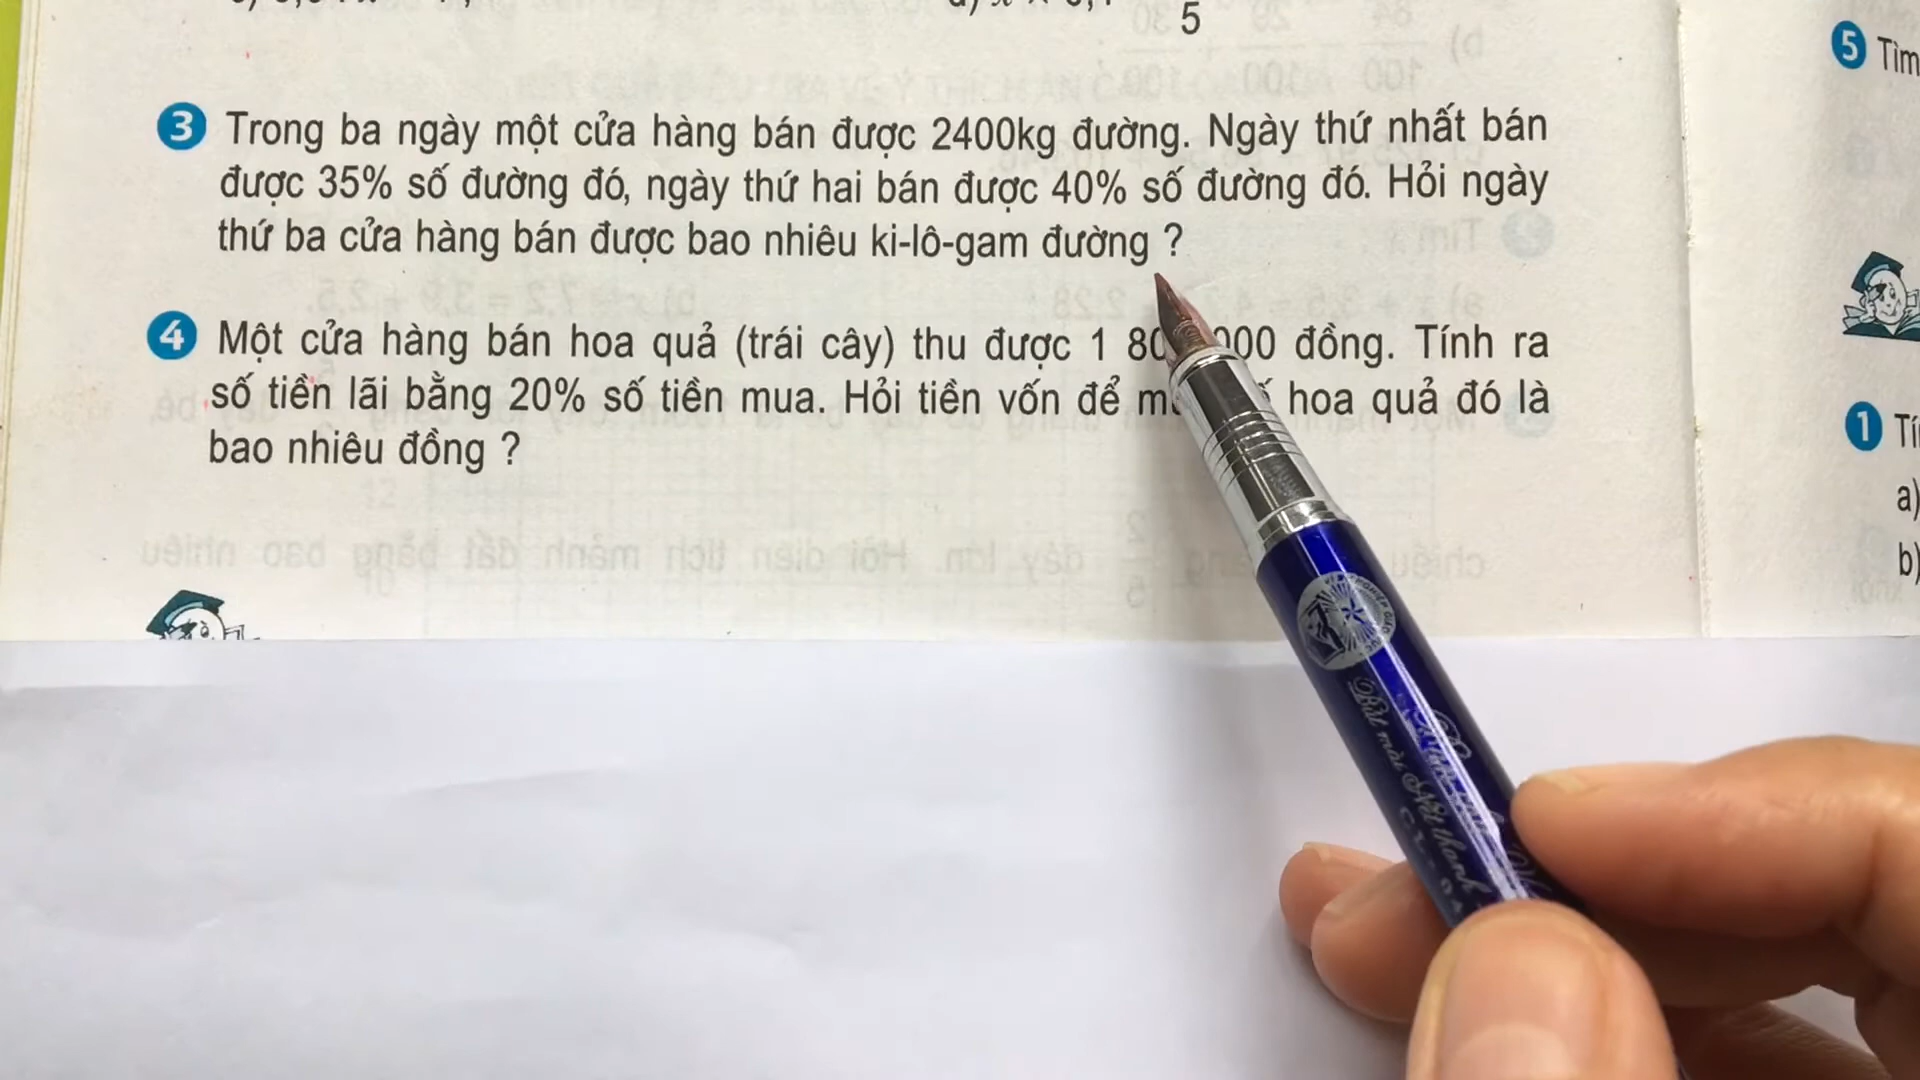 5
3 Trong ba ngày một cửa hàng bán được 2400kg đường. Ngày thứ nhất bán
được 35% số đường đó, ngày thứ hai bán được 40% số đường đó. Hỏi ngày
thứ ba cửa hàng bán được bao nhiêu ki-lô-gam đường ?
4 Một cửa hàng bán hoa quả (trái cây) thu được 1 80 000 đồng. Tính ra
số tiền lãi bằng 20% số tiền mua. Hỏi tiền vốn để hoa quả đó là
bao nhiêu đồng ?
5 Tìm
1
a)
b)
Nét thanh